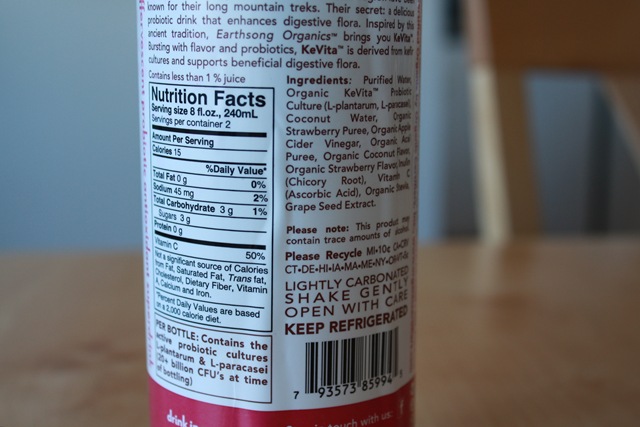 known for their long mountain treks. Their secret: a delicious
probiotic drink that enhances digestive flora. Inspired by this
ancient tradition, Earthsong Organics™ brings you KeVita™
Bursting with flavor and probiotics, KeVita™ is derived from kefir
cultures and supports beneficial digestive flora.
Contains less than 1 % juice
Nutrition Facts
Serving size 8 fl.oz., 240mL
Servings per container 2
Amount Per Serving
Calories 15
%Daily Value*
Total Fat 0 g 0%
Sodium 45 mg 2%
Total Carbohydrate 3 g 1%
Sugars 3 g
Protein 0 g
Vitamin C 50%
Not a significant source of Calories
from Fat, Saturated Fat, Trans fat,
Cholesterol, Dietary Fiber, Vitamin
A, Calcium and Iron.
*Percent Daily Values are based
on a 2,000 calorie diet.
PER BOTTLE: Contains the
active probiotic cultures
L-plantarum & L-paracasei
(20+ billion CFU's at time
of bottling)
Ingredients: Purified Water,
Organic KeVita™ Probiotic
Culture (L-plantarum, L-paracasei),
Coconut Water, Organic
Strawberry Puree, Organic Apple
Cider Vinegar, Organic Acai
Puree, Organic Coconut Flavor,
Organic Strawberry Flavor, Inulin
(Chicory Root), Vitamin C
(Ascorbic Acid), Organic Stevia,
Grape Seed Extract.
Please note: This product may
contain trace amounts of alcohol.
Please Recycle MI•10¢
CT•DE•HI•IA•MA•ME•NY•
LIGHTLY CARBONATED
SHAKE GENTLY
OPEN WITH CARE
KEEP REFRIGERATED
7 93573 85994
drink
in touch with us: